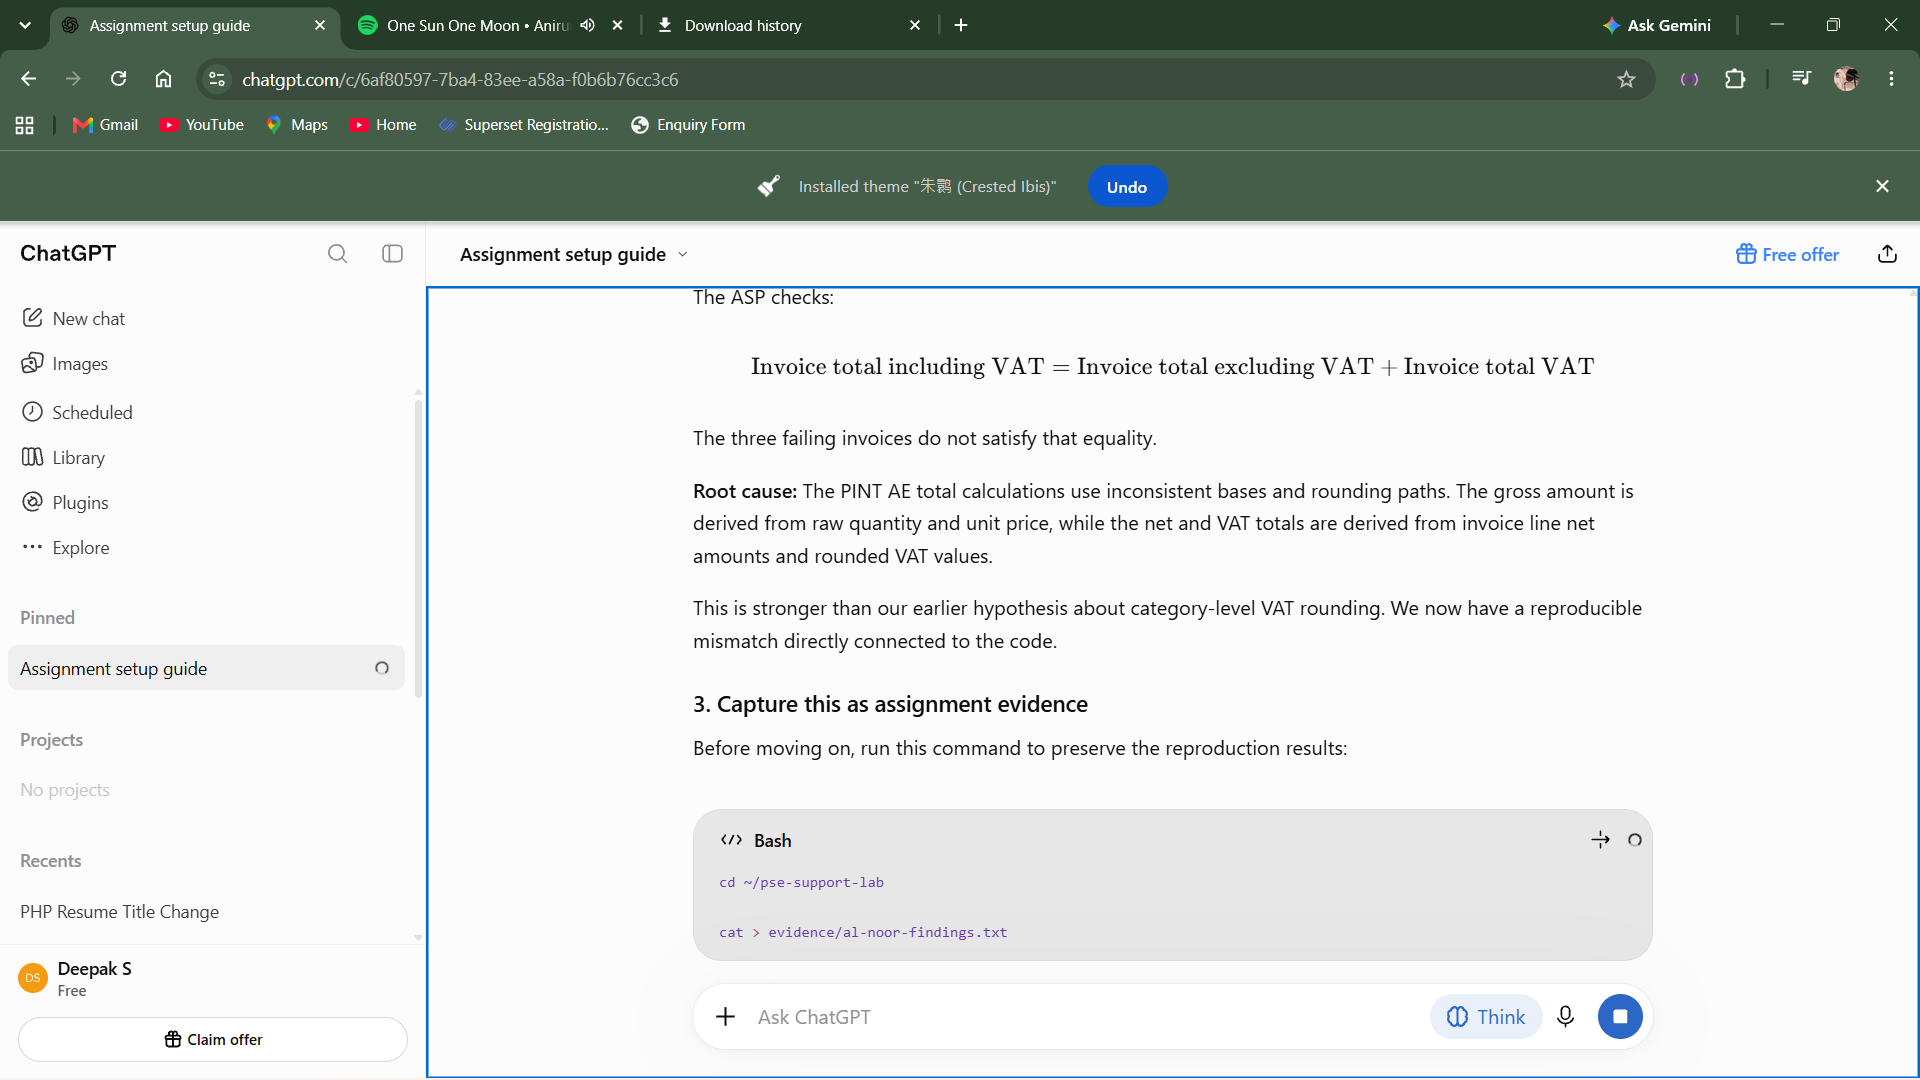 Assignment setup guide
One Sun One Moon • Aniru
Download history
Ask Gemini
chatgpt.com/c/6af80597-7ba4-83ee-a58a-f0b6b76cc3c6
Gmail
YouTube
Maps
Home
Superset Registratio...
Enquiry Form
Installed theme "朱鹮 (Crested Ibis)"
Undo
ChatGPT
Assignment setup guide
Free offer
New chat
Images
Scheduled
Library
Plugins
Explore
Pinned
Assignment setup guide
Projects
No projects
Recents
PHP Resume Title Change
DS
Deepak S
Free
Claim offer
The ASP checks:
Invoice total including VAT = Invoice total excluding VAT + Invoice total VAT
The three failing invoices do not satisfy that equality.
Root cause: The PINT AE total calculations use inconsistent bases and rounding paths. The gross amount is
derived from raw quantity and unit price, while the net and VAT totals are derived from invoice line net
amounts and rounded VAT values.
This is stronger than our earlier hypothesis about category-level VAT rounding. We now have a reproducible
mismatch directly connected to the code.
3. Capture this as assignment evidence
Before moving on, run this command to preserve the reproduction results:
Bash
cd ~/pse-support-lab
cat > evidence/al-noor-findings.txt
Ask ChatGPT
Think